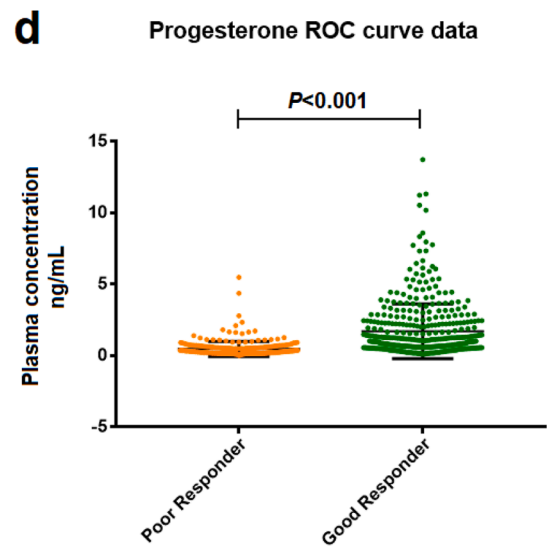 d
Progesterone ROC curve data
P<0.001
Plasma concentration
ng/mL
15
10
5
0
-5
Poor Responder
Good Responder